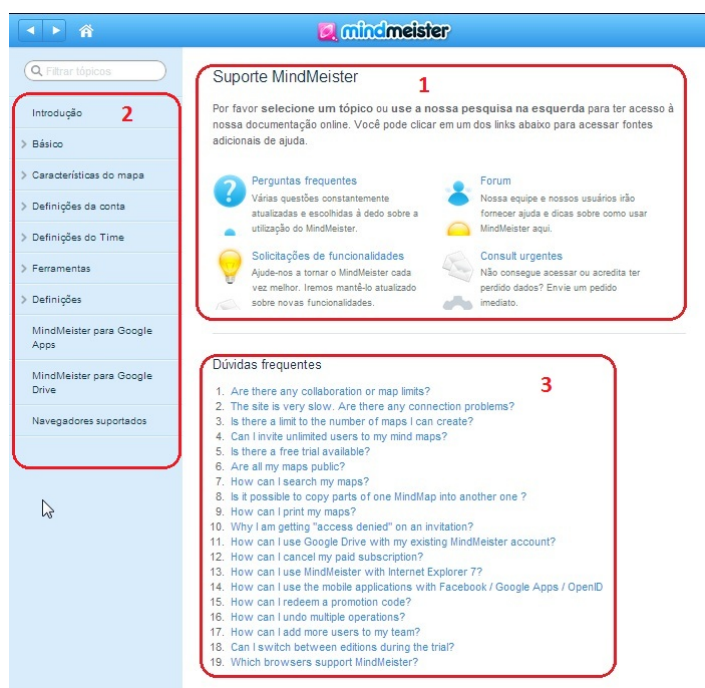 mindmeister
Filtrar tópicos
2
Introdução
Básico
Características do mapa
Definições da conta
Definições do Time
Ferramentas
Definições
MindMeister para Google
Apps
MindMeister para Google
Drive
Navegadores suportados
1
Suporte MindMeister
Por favor selecione um tópico ou use a nossa pesquisa na esquerda para ter acesso à
nossa documentação online. Você pode clicar em um dos links abaixo para acessar fontes
adicionais de ajuda.
Perguntas frequentes
Várias questões constantemente
atualizadas e escolhidas á dedo sobre a
utilização do MindMeister.
Forum
Nossa equipe e nossos usuários irão
fornecer ajuda e dicas sobre como usar
MindMeister aqui.
Solicitações de funcionalidades
Ajude-nos a tornar o MindMeister cada
vez melhor. Iremos mantê-lo atualizado
sobre novas funcionalidades.
Consult urgentes
Não consegue acessar ou acredita ter
perdido dados? Envie um pedido
imediato.
Dúvidas frequentes
3
1. Are there any collaboration or map limits?
2. The site is very slow. Are there any connection problems?
3. Is there a limit to the number of maps I can create?
4. Can I invite unlimited users to my mind maps?
5. Is there a free trial available?
6. Are all my maps public?
7. How can I search my maps?
8. Is it possible to copy parts of one MindMap into another one ?
9. How can I print my maps?
10. Why I am getting "access denied" on an invitation?
11. How can I use Google Drive with my existing MindMeister account?
12. How can I cancel my paid subscription?
13. How can I use MindMeister with Internet Explorer 7?
14. How can I use the mobile applications with Facebook / Google Apps / OpenID
15. How can I redeem a promotion code?
16. How can I undo multiple operations?
17. How can I add more users to my team?
18. Can I switch between editions during the trial?
19. Which browsers support MindMeister?